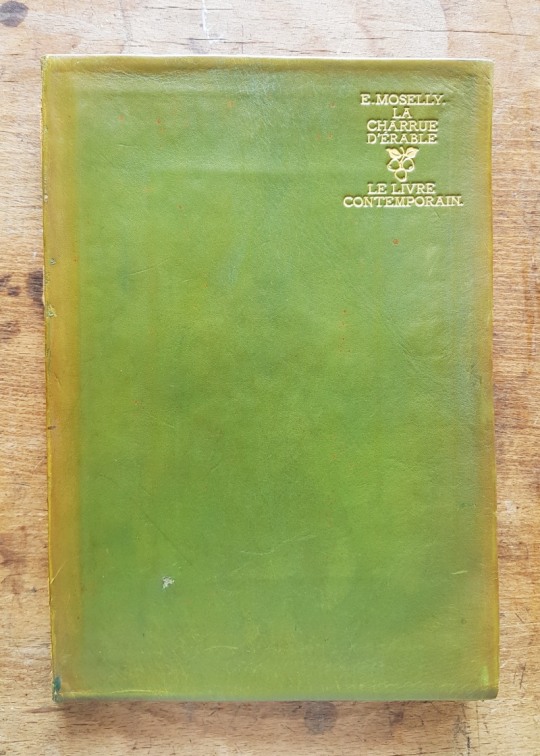 E. MOSELLY.
LA
CHARRUE
D'ÉRABLE
LE LIVRE
CONTEMPORAIN.